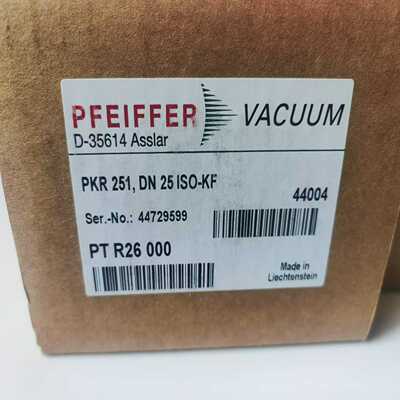 PFEIFFER VACUUM
D-35614 Asslar
PKR 251, DN 25 ISO-KF
44004
Ser.-No.: 44729599
PT R26 000
Made in
Liechtenstein